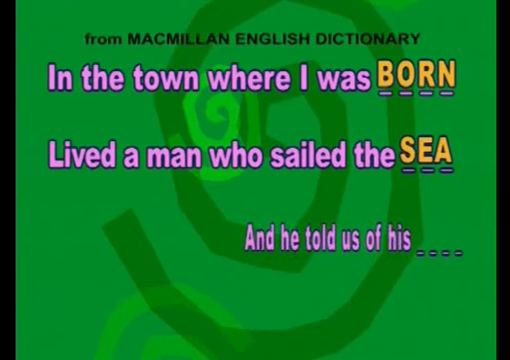 from MACMILLAN ENGLISH DICTIONARY
In the town where I was BORN
Lived a man who sailed the SEA
And he told us of his _ _ _ _